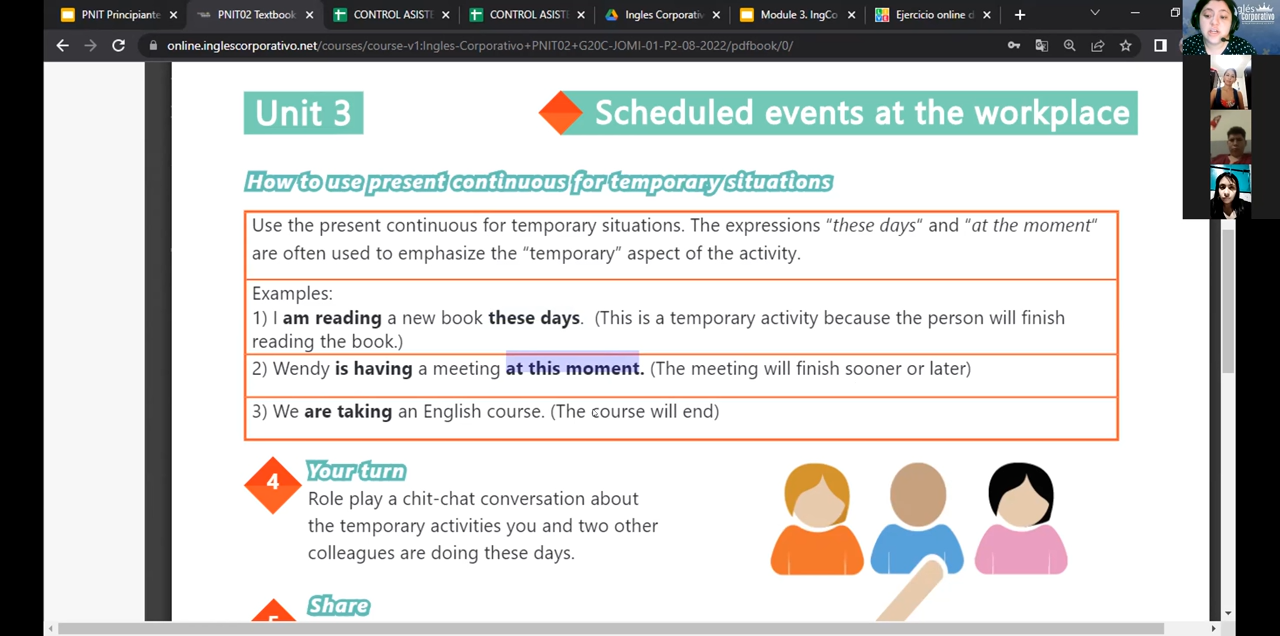 PNIT Principiante
PNIT02 Textbook
CONTROL ASISTE
CONTROL ASISTE
Ingles Corporativ
Module 3. IngCo
Ejercicio online d
online.inglescorporativo.net/courses/course-v1:Ingles-Corporativo+PNIT02+G20C-JOMI-01-P2-08-2022/pdfbook/0/
Unit 3
Scheduled events at the workplace
How to use present continuous for temporary situations
Use the present continuous for temporary situations. The expressions "these days" and "at the moment"
are often used to emphasize the "temporary" aspect of the activity.
Examples:
1) I am reading a new book these days. (This is a temporary activity because the person will finish
reading the book.)
2) Wendy is having a meeting at this moment. (The meeting will finish sooner or later)
3) We are taking an English course. (The course will end)
4
Your turn
Role play a chit-chat conversation about
the temporary activities you and two other
colleagues are doing these days.
5
Share